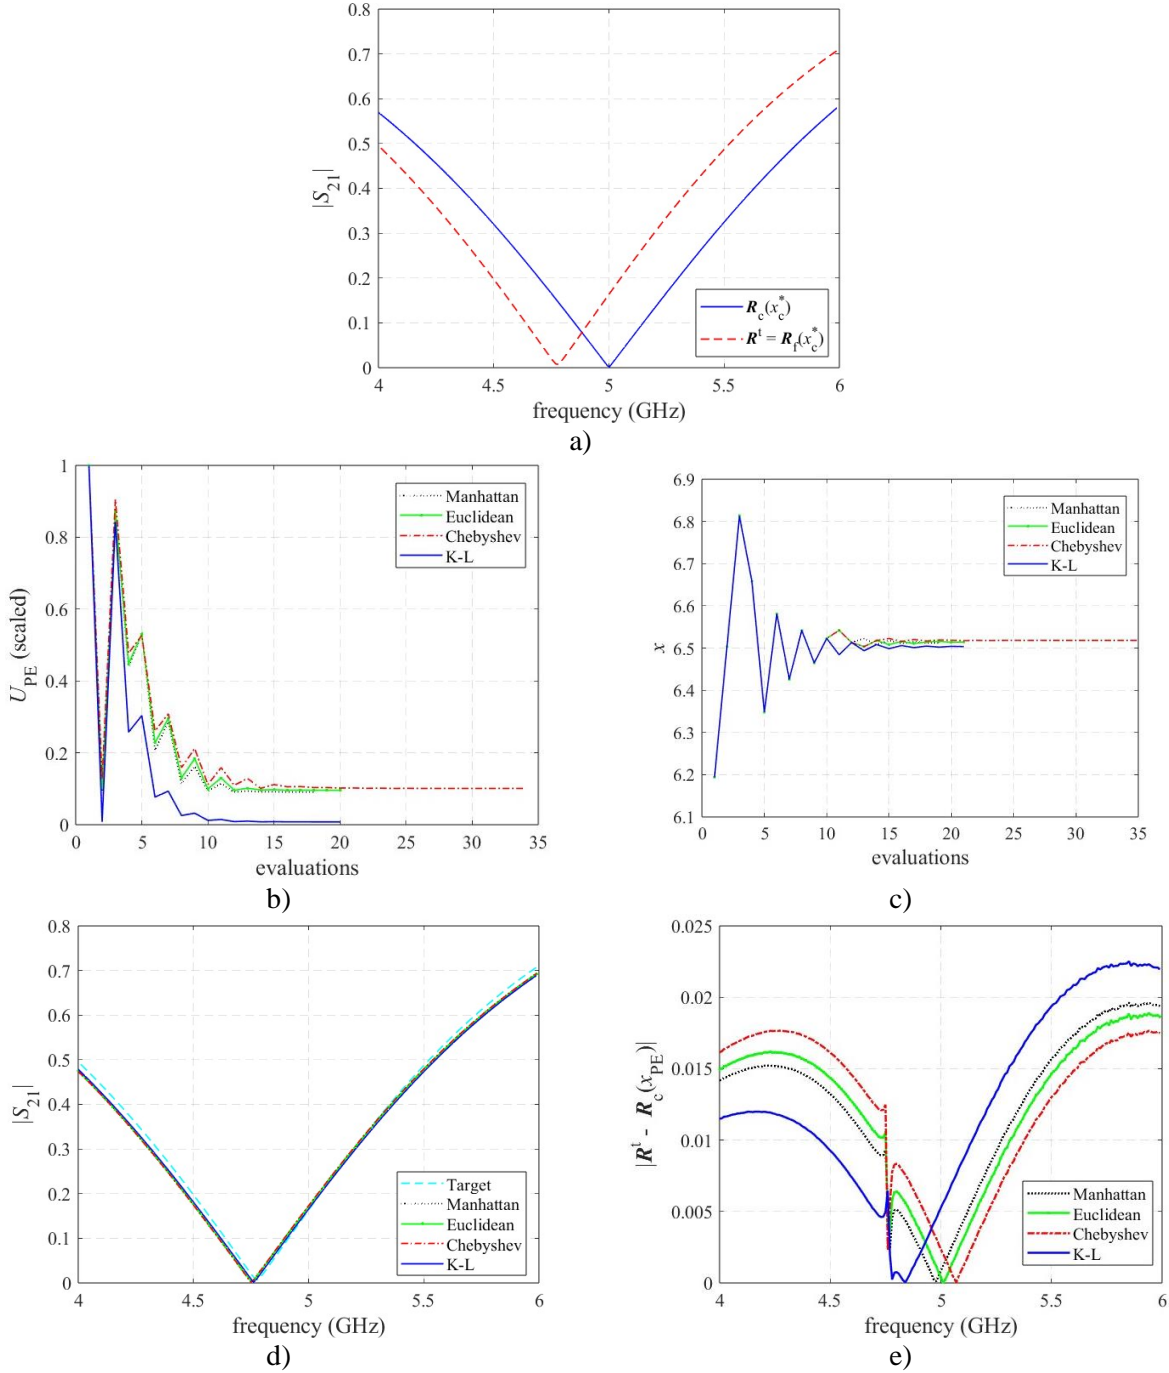 0.8
0.7
0.6
0.5
0.4
0.3
0.2
0.1
0
|S21|
4 4.5 5 5.5 6
frequency (GHz)
Rc(xc*)
R^t = Rf(xc*)
a)
1
0.8
0.6
0.4
0.2
0
U_PE (scaled)
0 5 10 15 20 25 30 35
evaluations
Manhattan
Euclidean
Chebyshev
K-L
b)
6.9
6.8
6.7
6.6
6.5
6.4
6.3
6.2
6.1
x
0 5 10 15 20 25 30 35
evaluations
Manhattan
Euclidean
Chebyshev
K-L
c)
0.8
0.7
0.6
0.5
0.4
0.3
0.2
0.1
0
|S21|
4 4.5 5 5.5 6
frequency (GHz)
Target
Manhattan
Euclidean
Chebyshev
K-L
d)
0.025
0.02
0.015
0.01
0.005
0
|R^t - Rc(x_PE)|
4 4.5 5 5.5 6
frequency (GHz)
Manhattan
Euclidean
Chebyshev
K-L
e)